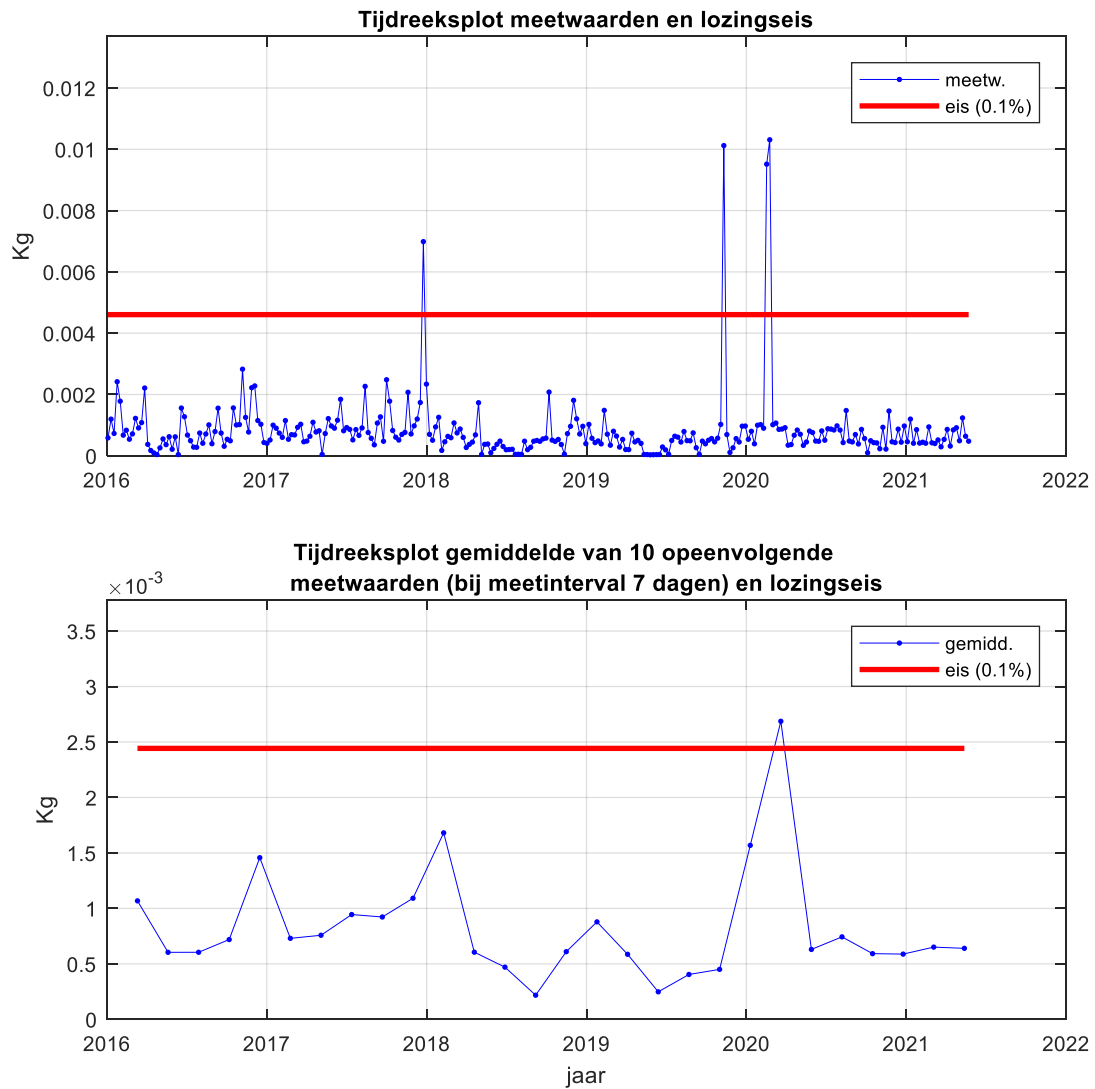 Tijdreeksplot meetwaarden en lozingseis
0.012
0.01
0.008
0.006
0.004
0.002
0
Kg
meetw.
eis (0.1%)
2016 2017 2018 2019 2020 2021 2022
Tijdreeksplot gemiddelde van 10 opeenvolgende
meetwaarden (bij meetinterval 7 dagen) en lozingseis
×10-3
3.5
3
2.5
2
1.5
1
0.5
0
Kg
gemidd.
eis (0.1%)
2016 2017 2018 2019 2020 2021 2022
jaar